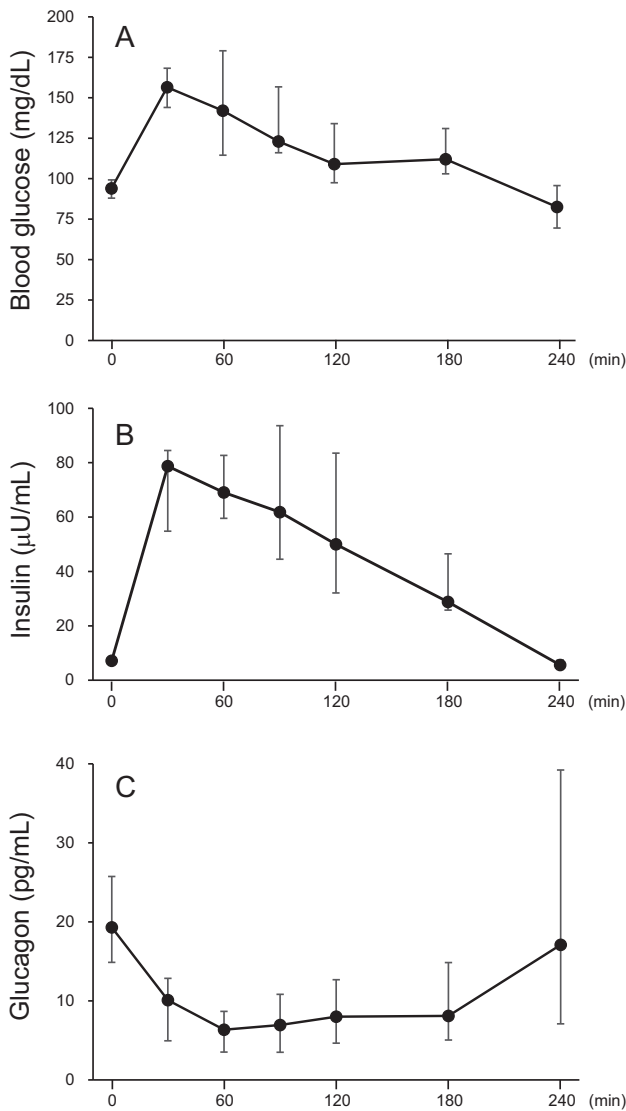 A
Blood glucose (mg/dL)
200
175
150
125
100
75
50
25
0
0 60 120 180 240 (min)
B
Insulin (μU/mL)
100
80
60
40
20
0
0 60 120 180 240 (min)
C
Glucagon (pg/mL)
40
30
20
10
0
0 60 120 180 240 (min)